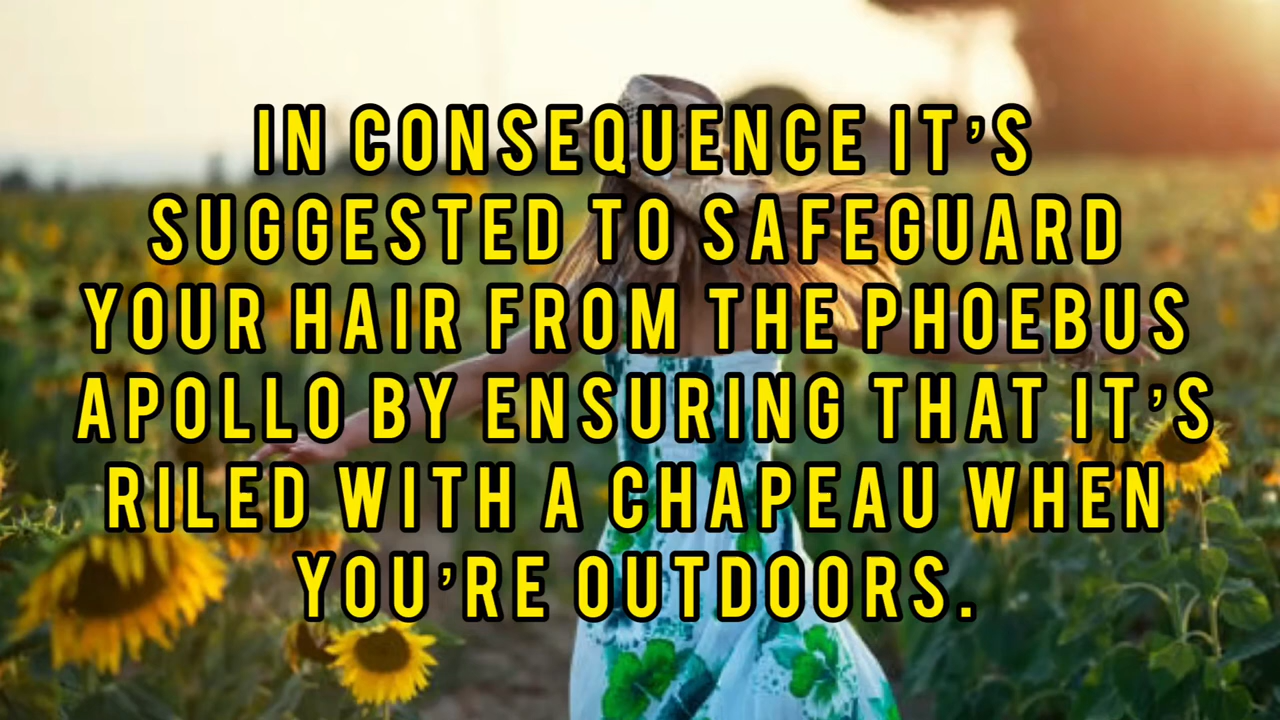 IN CONSEQUENCE IT'S
SUGGESTED TO SAFEGUARD
YOUR HAIR FROM THE PHOEBUS
APOLLO BY ENSURING THAT IT'S
RILED WITH A CHAPEAU WHEN
YOU'RE OUTDOORS.